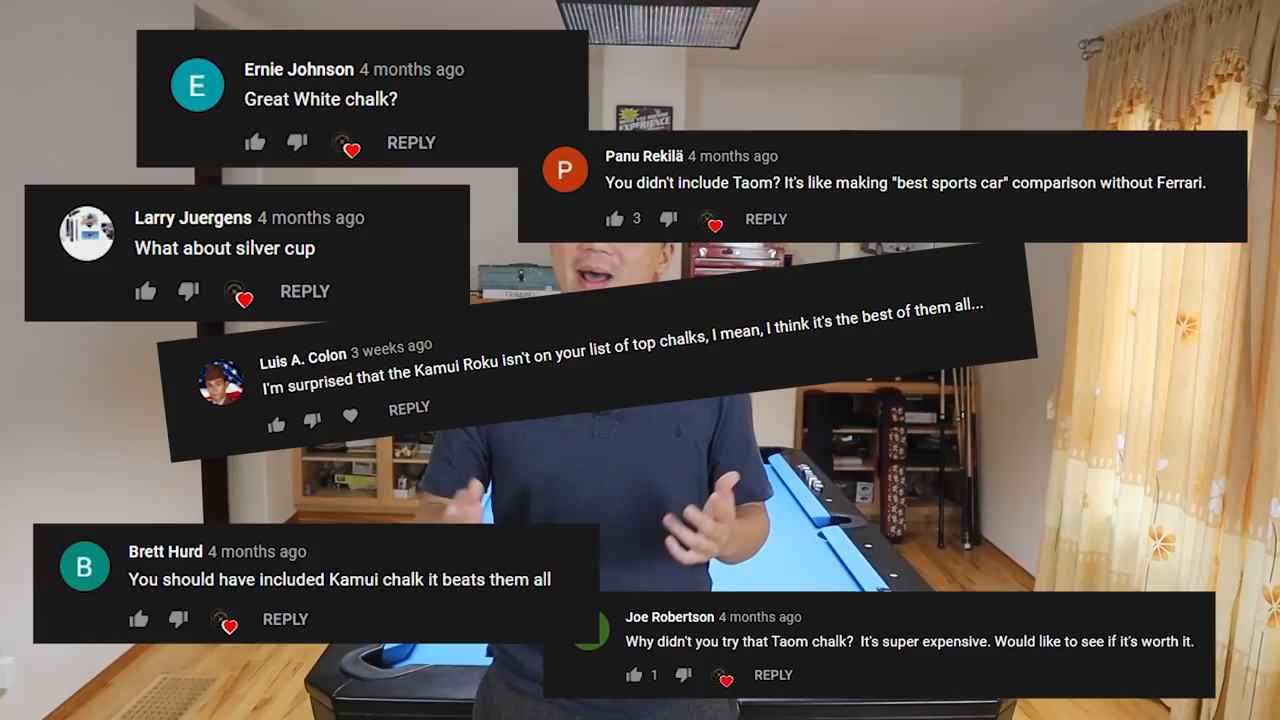 Ernie Johnson 4 months ago
Great White chalk?
REPLY
EXPERIENCE
Panu Rekilä 4 months ago
You didn't include Taom? It's like making "best sports car" comparison without Ferrari.
3 REPLY
Larry Juergens 4 months ago
What about silver cup
REPLY
Luis A. Colon 3 weeks ago
I'm surprised that the Kamui Roku isn't on your list of top chalks, I mean, I think it's the best of them all...
REPLY
Brett Hurd 4 months ago
You should have included Kamui chalk it beats them all
REPLY
Joe Robertson 4 months ago
Why didn't you try that Taom chalk? It's super expensive. Would like to see if it's worth it.
1 REPLY
E
P
B